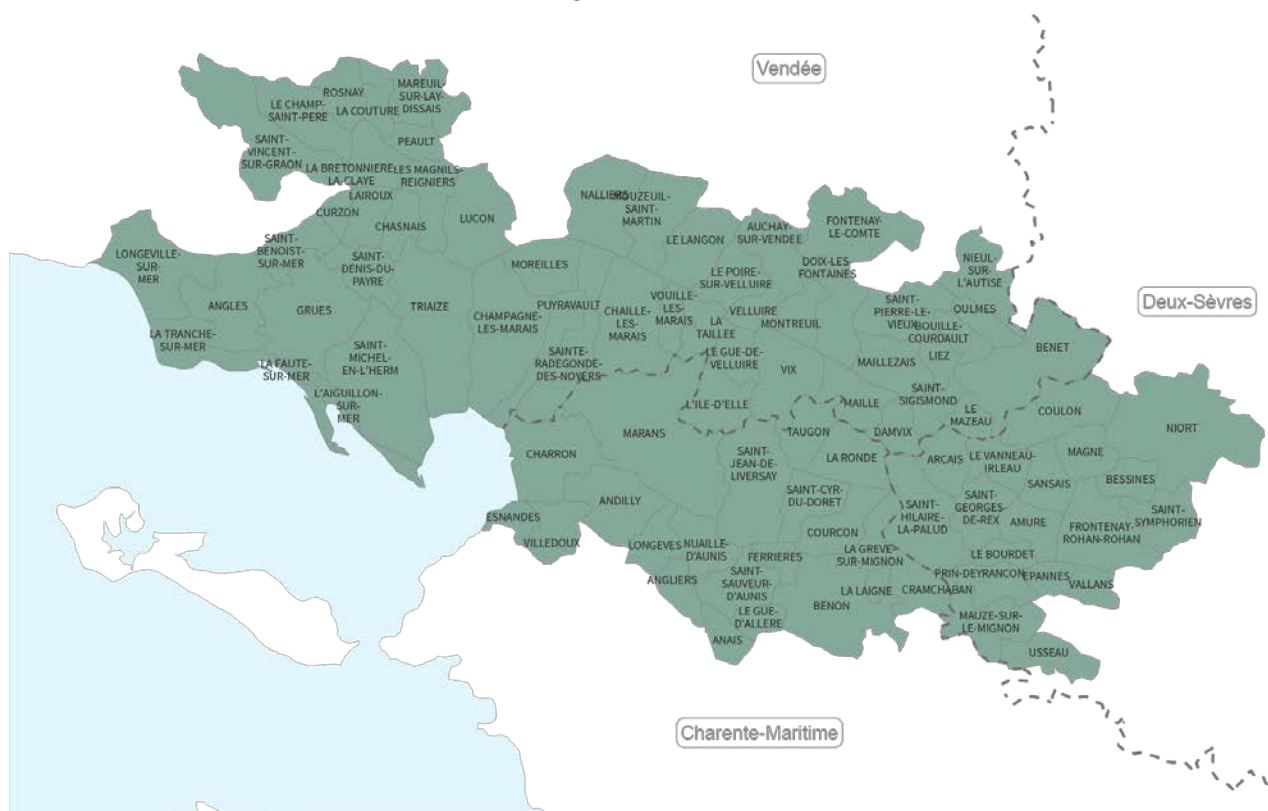 Vendée
MAREUIL-
SUR-LAY-
DISSAIS
ROSNAY
LE CHAMP-
SAINT-PERE
LA COUTURE
PEAULT
SAINT-
VINCENT-
SUR-GRAON
LA BRETONNIERE-
LA-CLAYE
LES MAGNILS-
REIGNIERS
LAIROUX
CURZON
CHASNAIS
LUCON
NALLIERS
MOUZEUIL-
SAINT-
MARTIN
LE LANGON
AUCHAY-
SUR-VENDEE
FONTENAY-
LE-COMTE
LONGEVILLE-
SUR-
MER
SAINT-
BENOIST-
SUR-MER
SAINT-
DENIS-DU-
PAYRE
MOREILLES
LE POIRE-
SUR-VELLUIRE
DOIX-LES-
FONTAINES
NIEUL-
SUR-
L'AUTISE
Deux-Sèvres
ANGLES
GRUES
TRIAIZE
CHAMPAGNE-
LES-MARAIS
PUYRAVAULT
CHAILLE-
LES-
MARAIS
VOUILLE-
LES-
MARAIS
LA
TAILLEE
VELLUIRE
MONTREUIL
SAINT-
PIERRE-LE-
VIEUX
OULMES
BOUILLE-
COURDAULT
LIEZ
BENET
LA TRANCHE-
SUR-MER
LA FAUTE-
SUR-MER
SAINT-
MICHEL-
EN-L'HERM
SAINTE-
RADEGONDE-
DES-NOYERS
LE GUE-DE-
VELLUIRE
VIX
MAILLEZAIS
L'AIGUILLON-
SUR-
MER
L'ILE-D'ELLE
MAILLE
SAINT-
SIGISMOND
LE
MAZEAU
COULON
NIORT
MARANS
TAUGON
DAMVIX
CHARRON
SAINT-
JEAN-DE-
LIVERSAY
LA RONDE
ARCAIS
LE VANNEAU-
IRLEAU
MAGNE
SANSAIS
BESSINES
ANDILLY
SAINT-CYR-
DU-DORET
SAINT-
HILAIRE-
LA-PALUD
SAINT-
GEORGES-
DE-REX
AMURE
FRONTENAY-
ROHAN-ROHAN
SAINT-
SYMPHORIEN
ESNANDES
VILLEDOUX
LONGEVES
NUAILLE-
D'AUNIS
FERRIERES
COURCON
LA GREVE-
SUR-MIGNON
LE BOURDET
PRIN-DEYRANCON
EPANNES
VALLANS
ANGLIERS
SAINT-
SAUVEUR-
D'AUNIS
LA LAIGNE
CRAMCHABAN
BENON
LE GUE-
D'ALLERE
ANAIS
MAUZE-SUR-
LE-MIGNON
USSEAU
Charente-Maritime